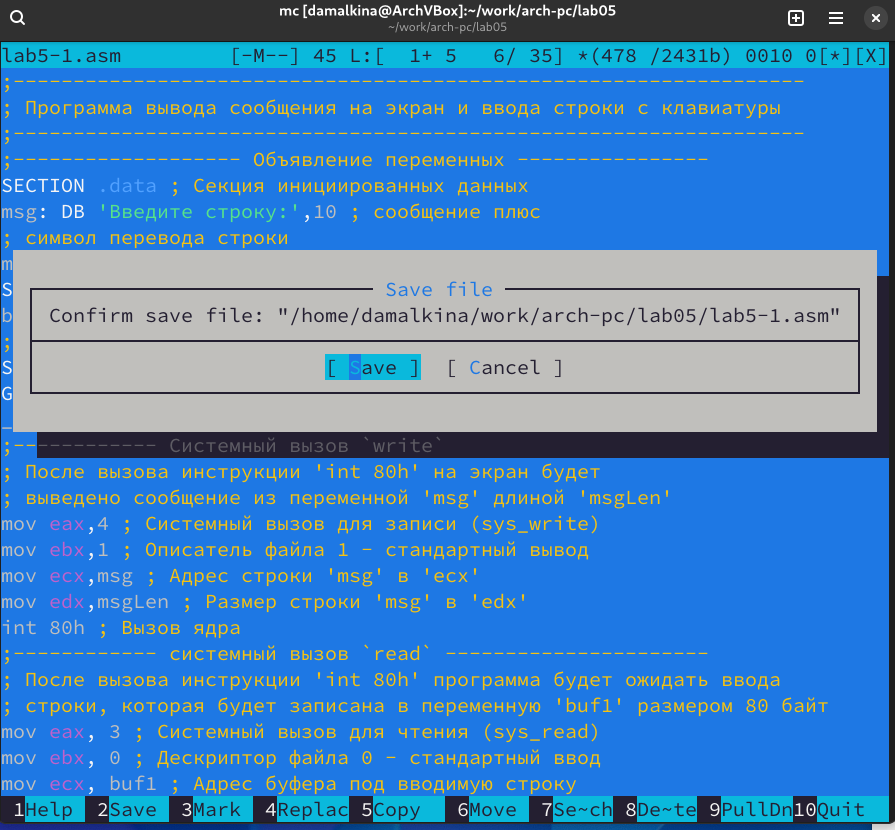 mc [damalkina@ArchVBox]:~/work/arch-pc/lab05
~/work/arch-pc/lab05
lab5-1.asm [-M--] 45 L:[ 1+ 5 6/ 35] *(478 /2431b) 0010 0[*][X]
;------------------------------------------------------------------
; Программа вывода сообщения на экран и ввода строки с клавиатуры
;------------------------------------------------------------------
;------------------- Объявление переменных ----------------
SECTION .data ; Секция инициированных данных
msg: DB 'Введите строку:',10 ; сообщение плюс
; символ перевода строки
m
S
Save file
b
Confirm save file: "/home/damalkina/work/arch-pc/lab05/lab5-1.asm"
;
S
[ Save ] [ Cancel ]
G
_
;------------ Системный вызов `write`
; После вызова инструкции 'int 80h' на экран будет
; выведено сообщение из переменной 'msg' длиной 'msgLen'
mov eax,4 ; Системный вызов для записи (sys_write)
mov ebx,1 ; Описатель файла 1 - стандартный вывод
mov ecx,msg ; Адрес строки 'msg' в 'ecx'
mov edx,msgLen ; Размер строки 'msg' в 'edx'
int 80h ; Вызов ядра
;------------ системный вызов `read` ----------------------
; После вызова инструкции 'int 80h' программа будет ожидать ввода
; строки, которая будет записана в переменную 'buf1' размером 80 байт
mov eax, 3 ; Системный вызов для чтения (sys_read)
mov ebx, 0 ; Дескриптор файла 0 - стандартный ввод
mov ecx, buf1 ; Адрес буфера под вводимую строку
1Help 2Save 3Mark 4Replac 5Copy 6Move 7Se~ch 8De~te 9PullDn 10Quit